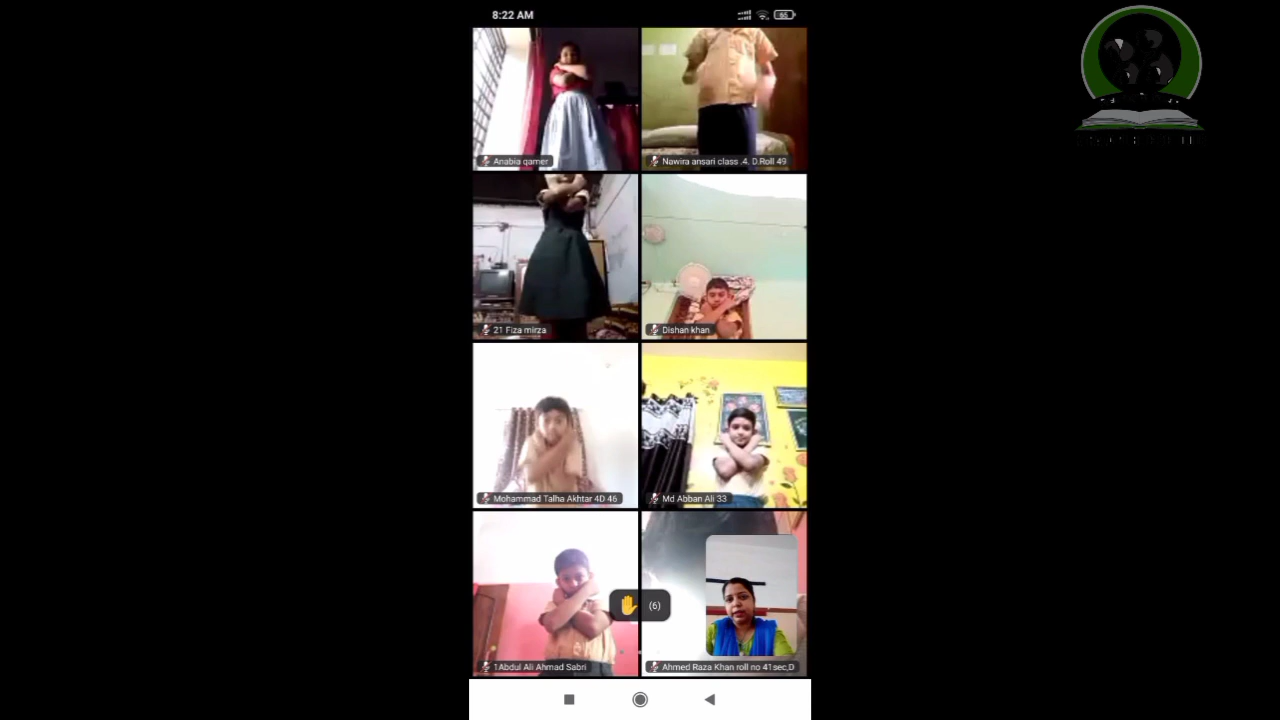 8:22 AM
65
Anabia qamer
Nawira ansari class .4. D.Roll 49
21 Fiza mirza
Dishan khan
Mohammad Talha Akhtar 4D 46
Md Abban Ali 33
(6)
1Abdul Ali Ahmad Sabri
Ahmed Raza Khan roll no 41sec,D